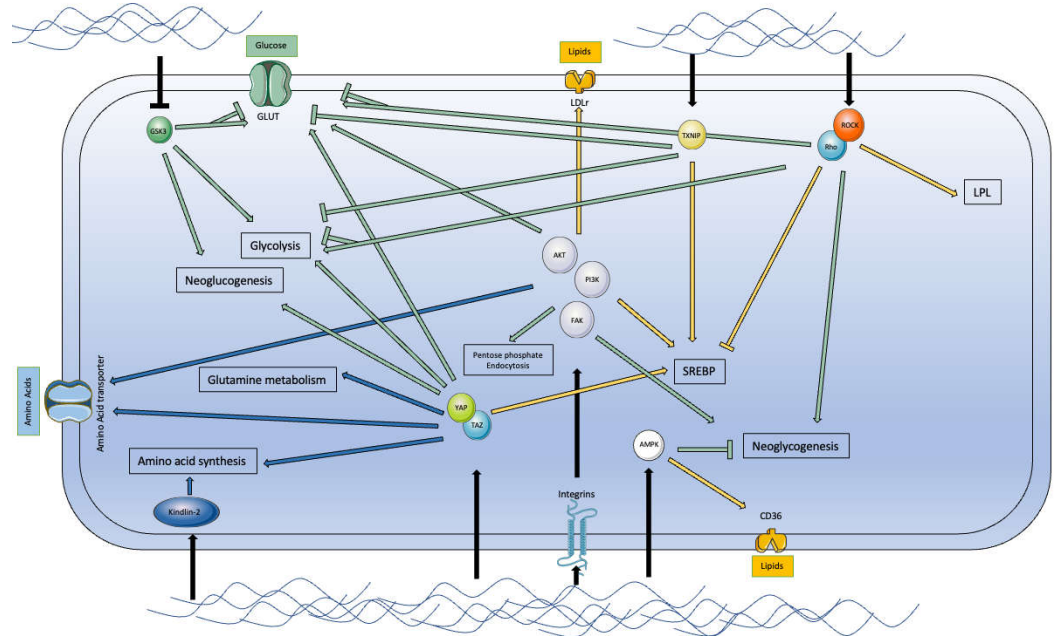 Glucose
Lipids
LDLr
GLUT
GSK3
TXNIP
ROCK
Rho
LPL
Glycolysis
AKT
Neoglucogenesis
PI3K
FAK
Pentose phosphate
Endocytosis
SREBP
Glutamine metabolism
Amino Acids
Amino Acid transporter
YAP
TAZ
AMPK
Neoglycogenesis
Amino acid synthesis
Integrins
Kindlin-2
CD36
Lipids